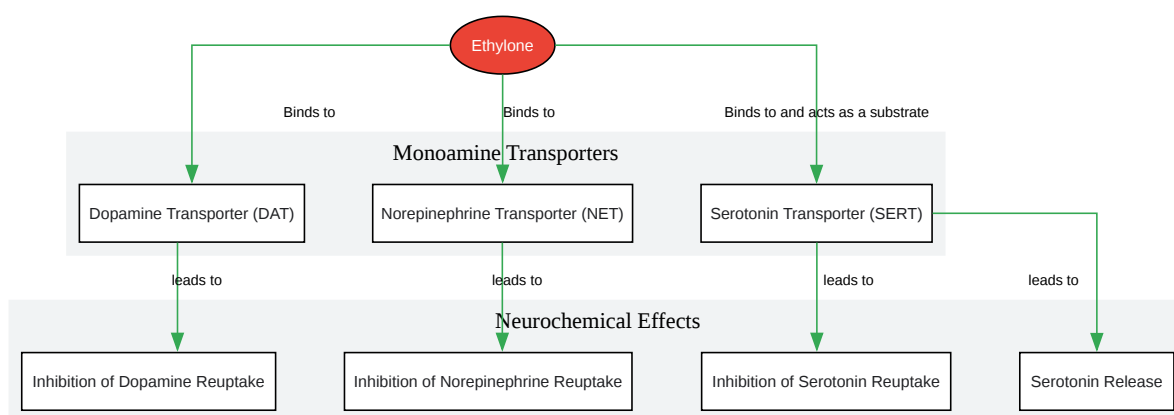 Ethylone
Binds to
Binds to
Binds to and acts as a substrate
Monoamine Transporters
Dopamine Transporter (DAT)
Norepinephrine Transporter (NET)
Serotonin Transporter (SERT)
leads to
leads to
leads to
leads to
Neurochemical Effects
Inhibition of Dopamine Reuptake
Inhibition of Norepinephrine Reuptake
Inhibition of Serotonin Reuptake
Serotonin Release